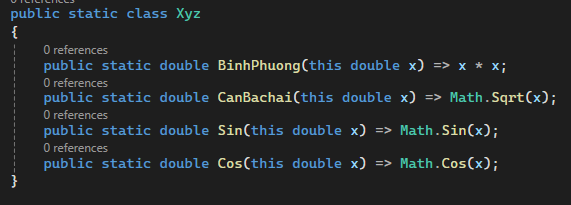 public static class Xyz
{
0 references
public static double BinhPhuong(this double x) => x * x;
0 references
public static double CanBachai(this double x) => Math.Sqrt(x);
0 references
public static double Sin(this double x) => Math.Sin(x);
0 references
public static double Cos(this double x) => Math.Cos(x);
}